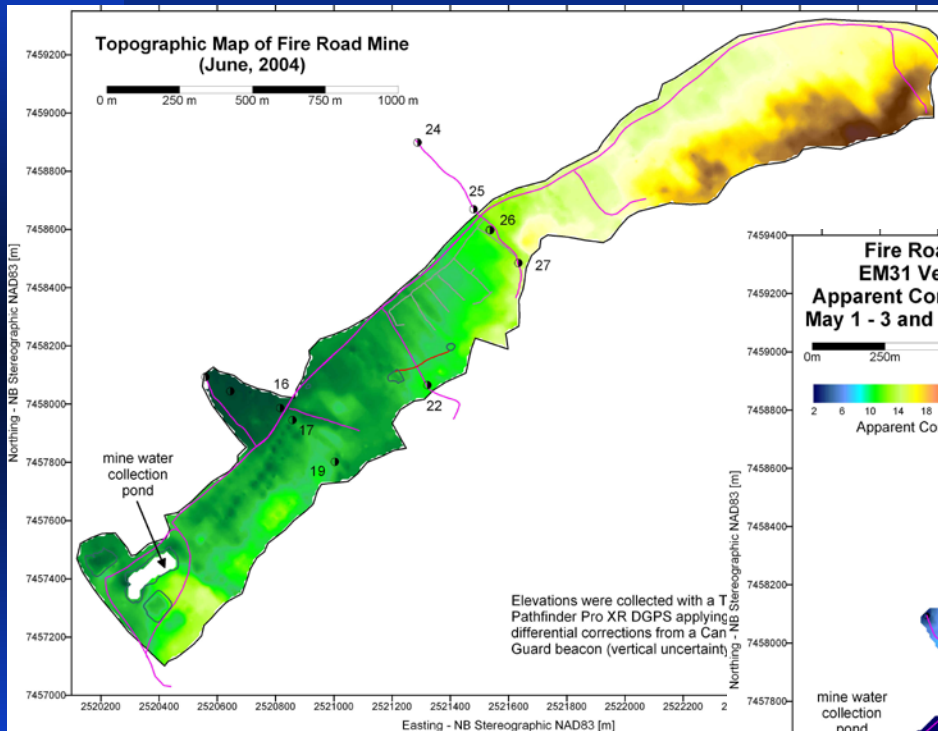 Topographic Map of Fire Road Mine
(June, 2004)
0 m 250 m 500 m 750 m 1000 m
7459200
7459000
7458800
7458600
7458400
7458200
7458000
7457800
7457600
7457400
7457200
7457000
Northing - NB Stereographic NAD83 [m]
24
25
26
27
16
17
22
19
mine water
collection
pond
Elevations were collected with a T
Pathfinder Pro XR DGPS applying
differential corrections from a Can
Guard beacon (vertical uncertainty
2520200 2520400 2520600 2520800 2521000 2521200 2521400 2521600 2521800 2522000 2522200 2
Easting - NB Stereographic NAD83 [m]
Fire Roa
EM31 Ve
Apparent Con
May 1 - 3 and
0m 250m
2 6 10 14 18
Apparent Co
7459400
7459200
7459000
7458800
7458600
7458400
7458200
7458000
7457800
Northing - NB Stereographic NAD83 [m]
mine water
collection
pond